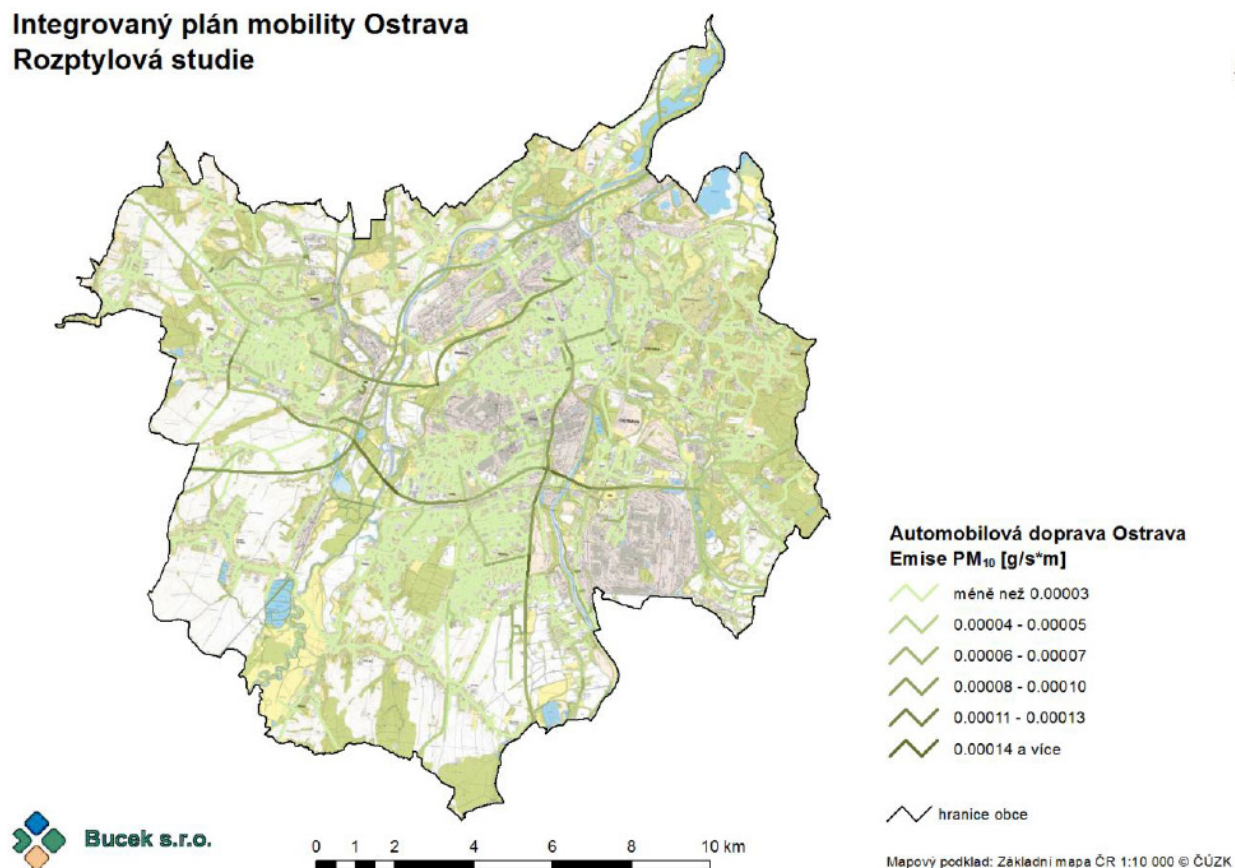 Integrovaný plán mobility Ostrava
Rozptylová studie
Automobilová doprava Ostrava
Emise PM₁₀ [g/s*m]
méně než 0.00003
0.00004 - 0.00005
0.00006 - 0.00007
0.00008 - 0.00010
0.00011 - 0.00013
0.00014 a více
hranice obce
Bucek s.r.o.
0 1 2 4 6 8 10 km
Mapový podklad: Základní mapa ČR 1:10 000 © ČÚZK